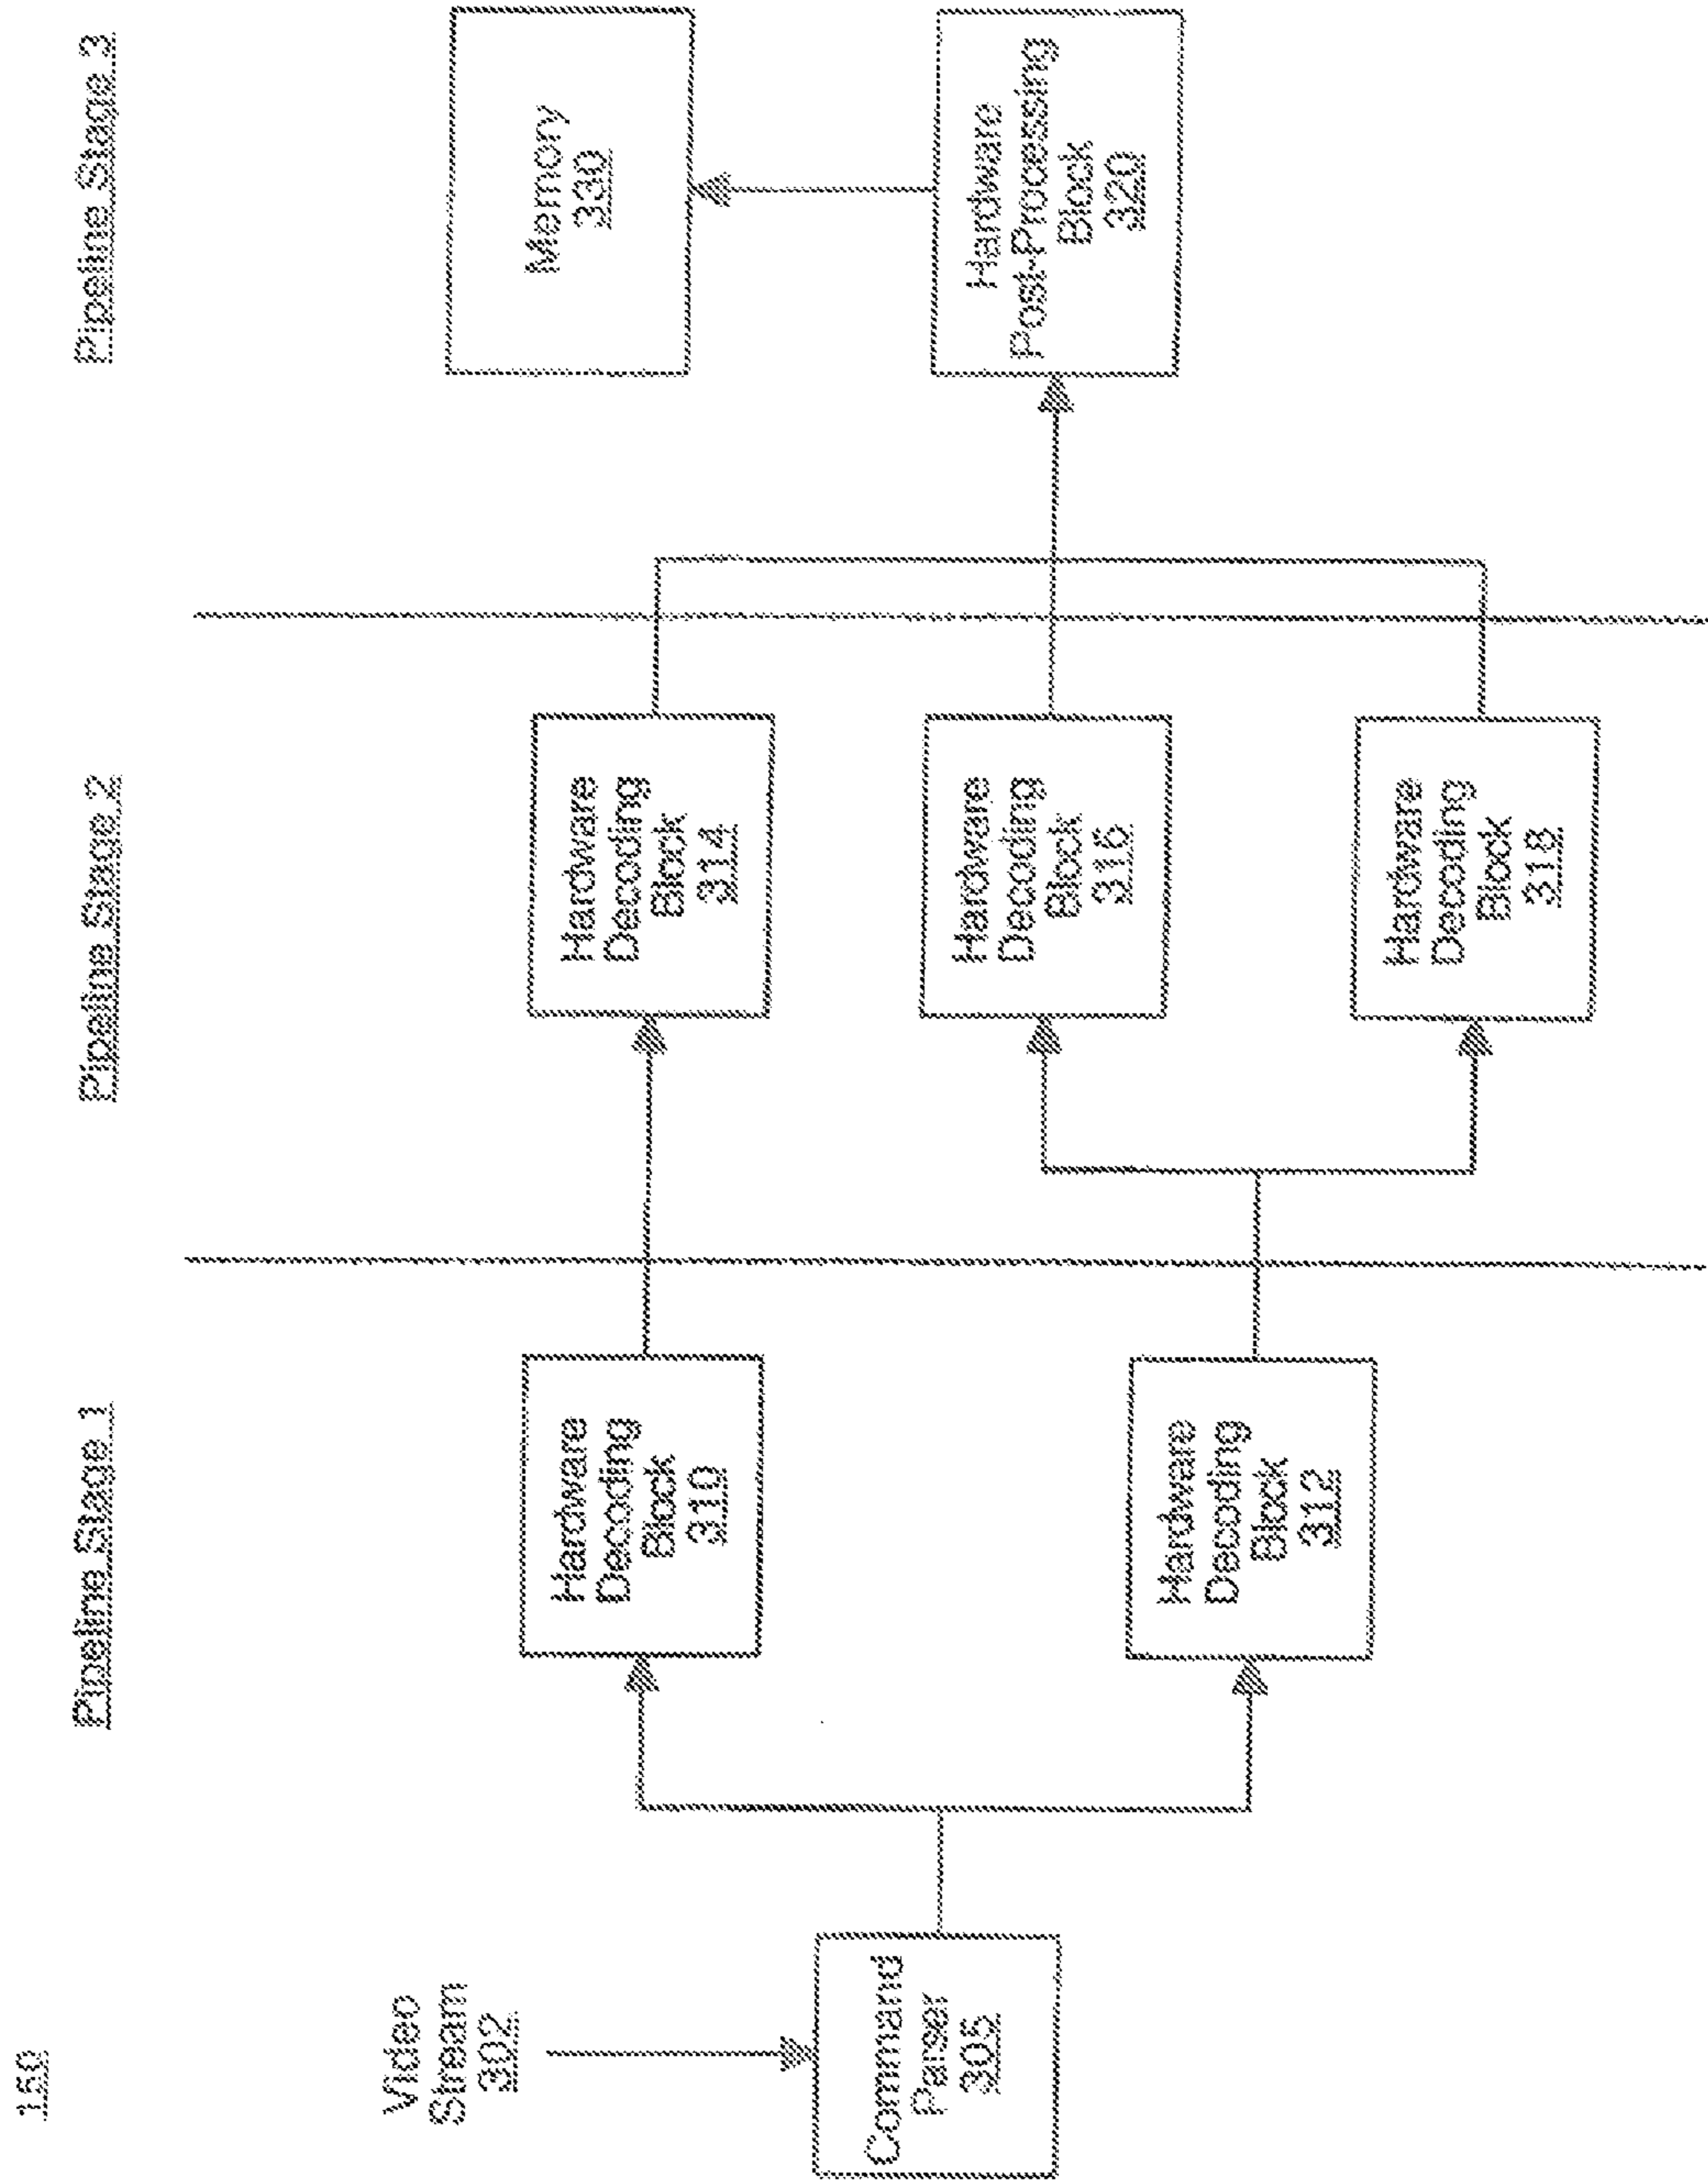 150
Pipeline Stage 1
Pipeline Stage 2
Pipeline Stage 3
Video
Stream
302
Command
Parser
305
Hardware
Decoding
Block
310
Hardware
Decoding
Block
312
Hardware
Decoding
Block
314
Hardware
Decoding
Block
316
Hardware
Decoding
Block
318
Memory
330
Hardware
Post-Processing
Block
320